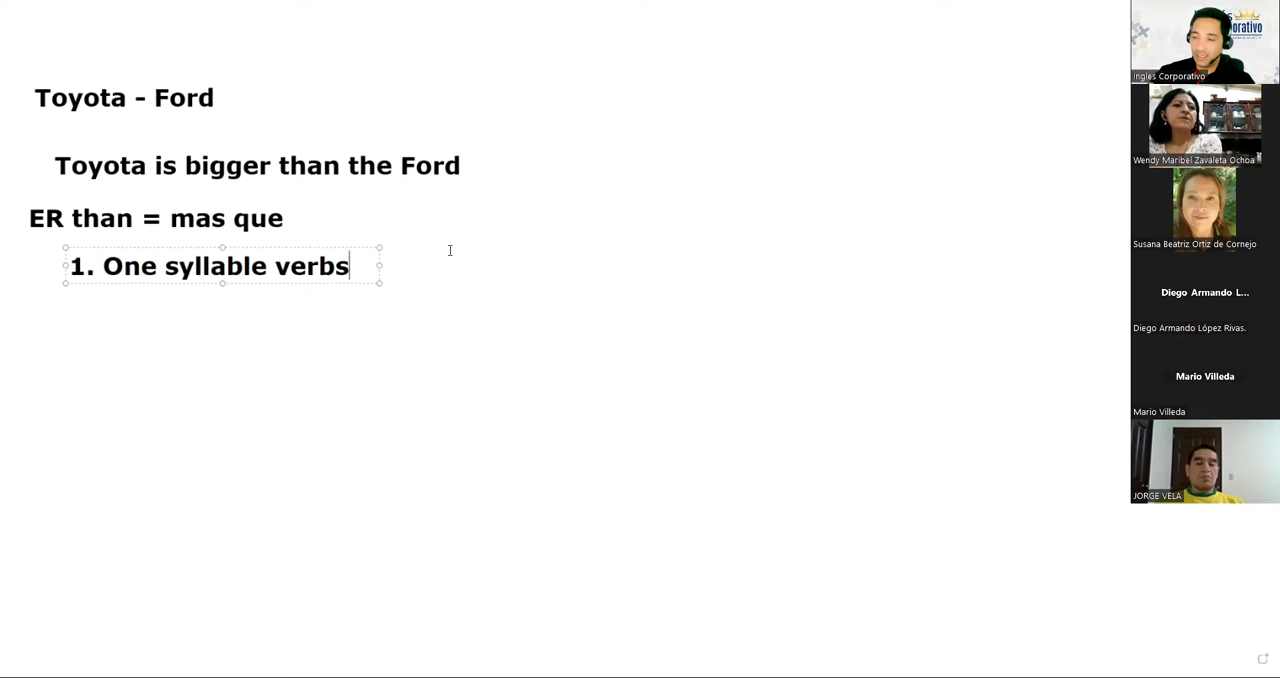 Toyota - Ford
Toyota is bigger than the Ford
ER than = mas que
1. One syllable verbs
orativo
Ingles Corporativo
Wendy Maribel Zavaleta Ochoa
Susana Beatriz Ortiz de Cornejo
Diego Armando L...
Diego Armando López Rivas.
Mario Villeda
Mario Villeda
JORGE VELA